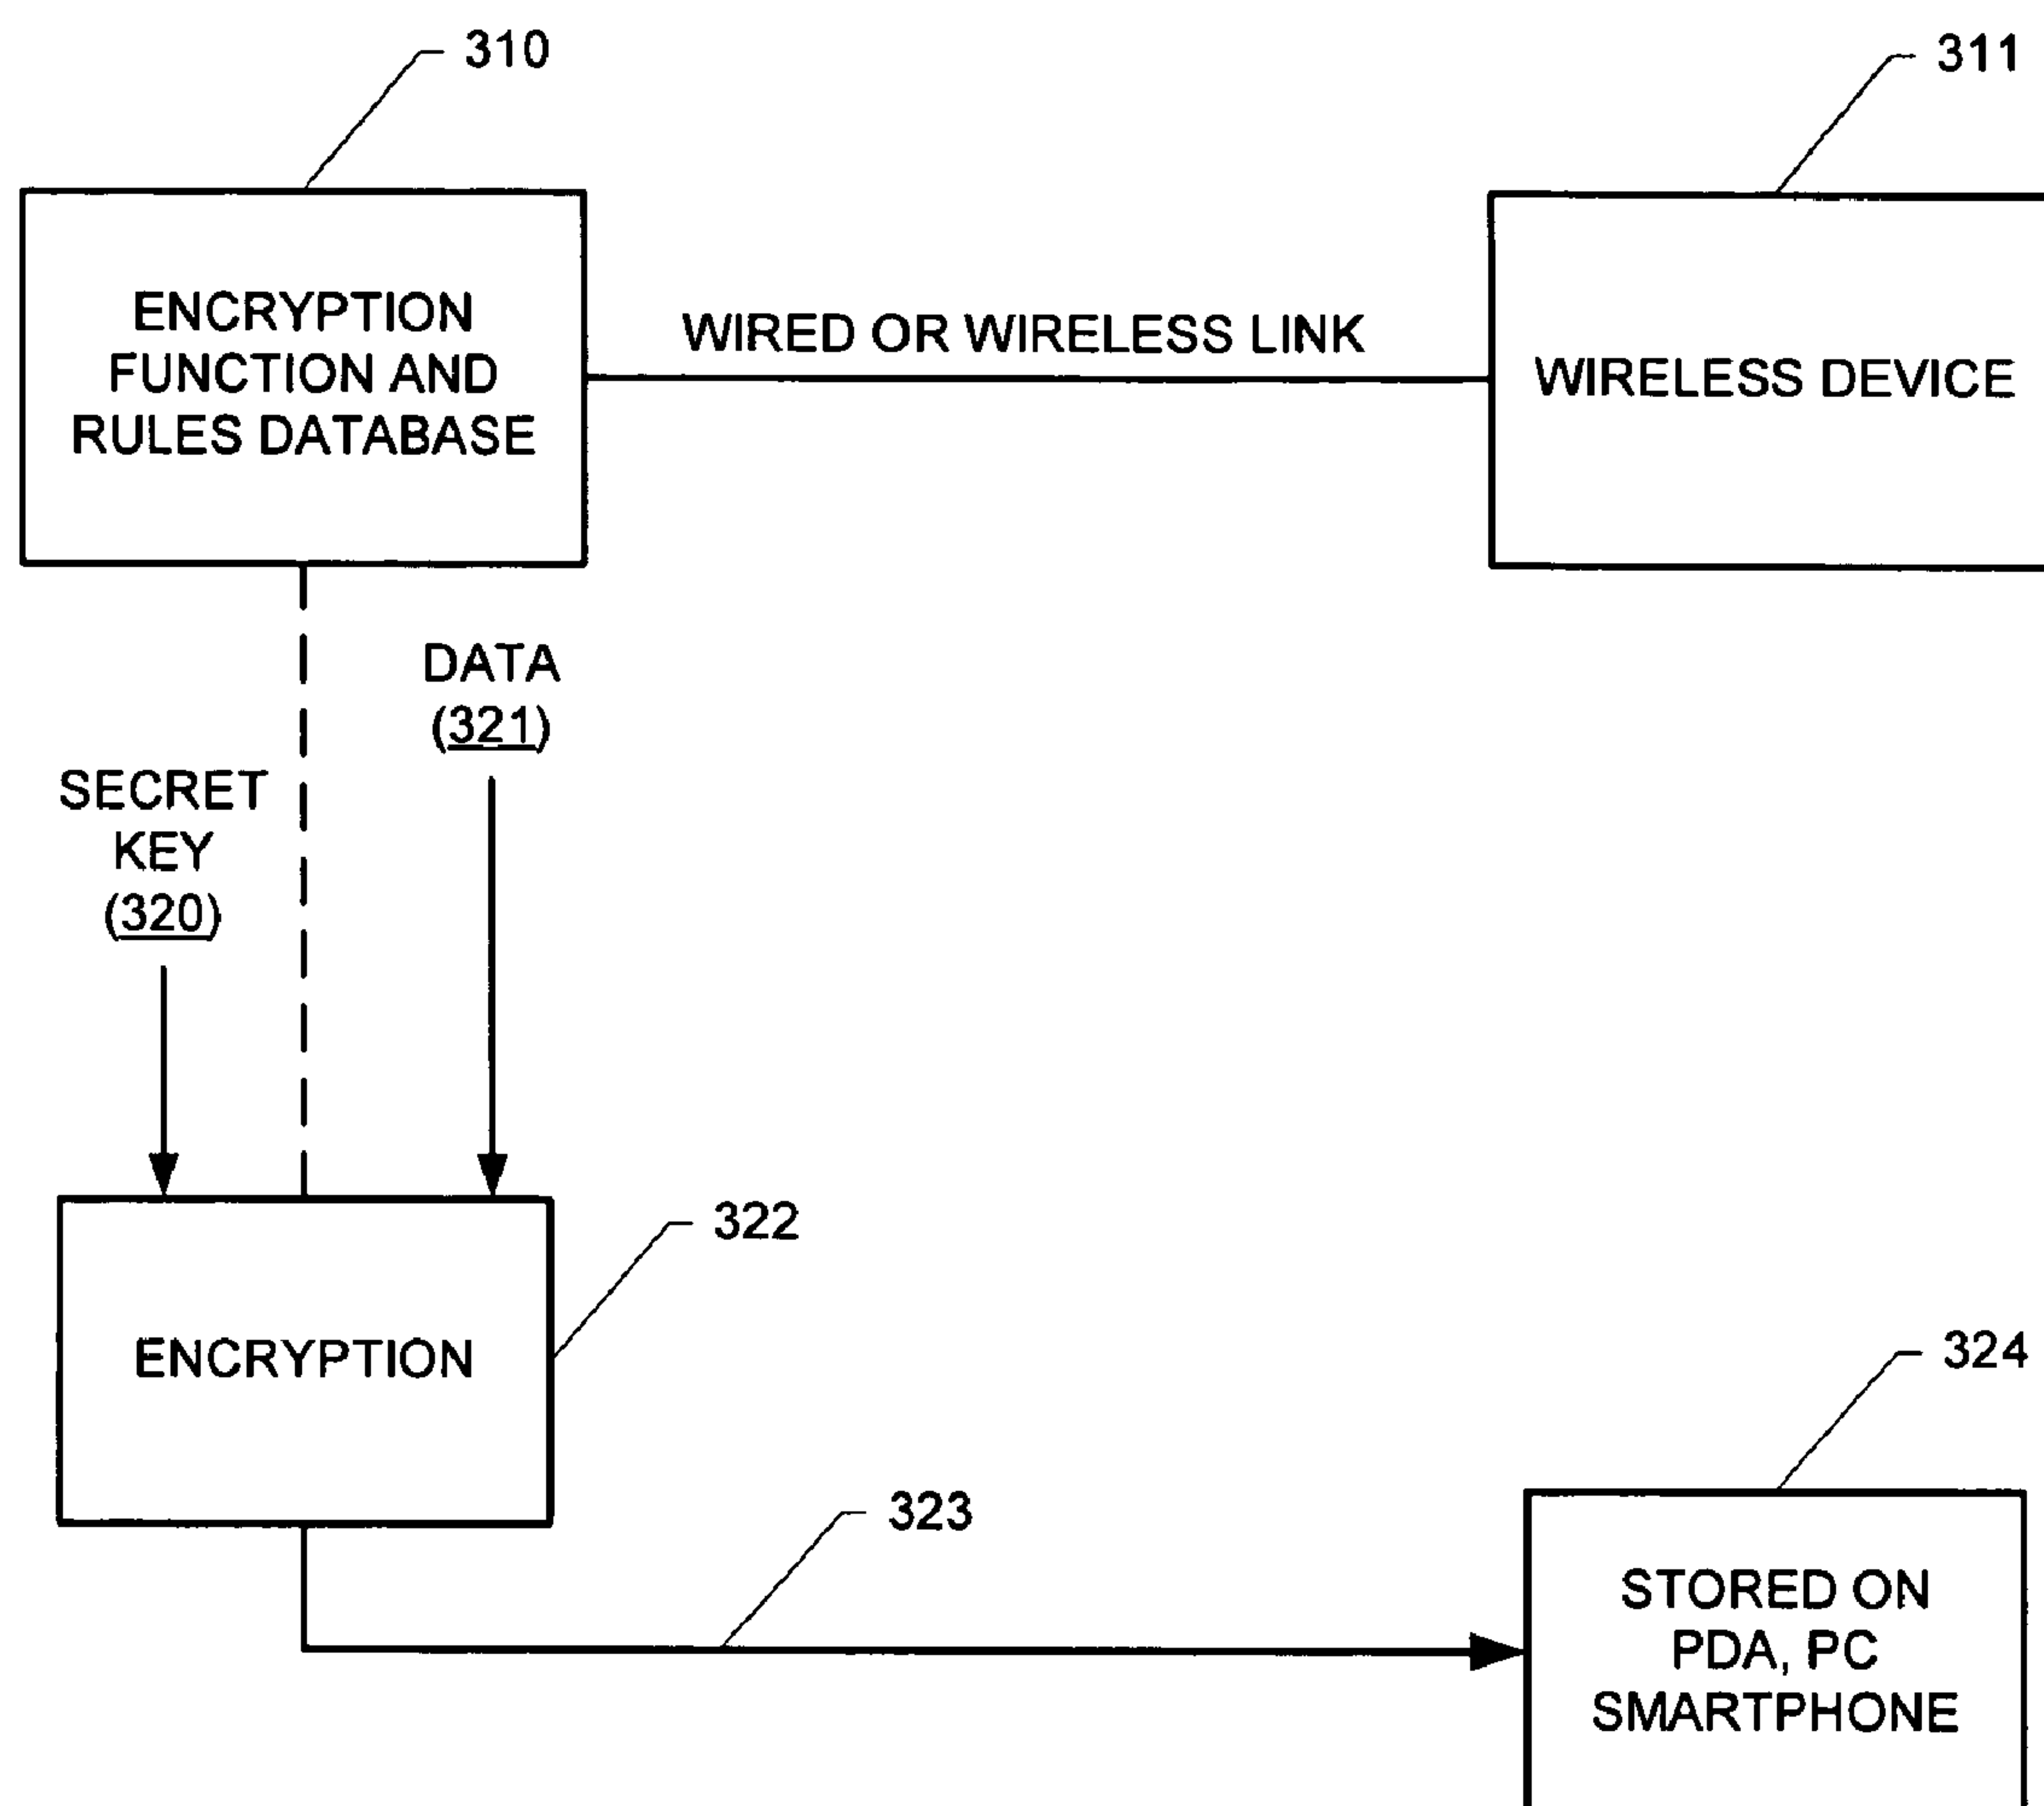 310
311
ENCRYPTION
FUNCTION AND
RULES DATABASE
WIRED OR WIRELESS LINK
WIRELESS DEVICE
DATA
(321)
SECRET
KEY
(320)
322
ENCRYPTION
324
323
STORED ON
PDA, PC
SMARTPHONE